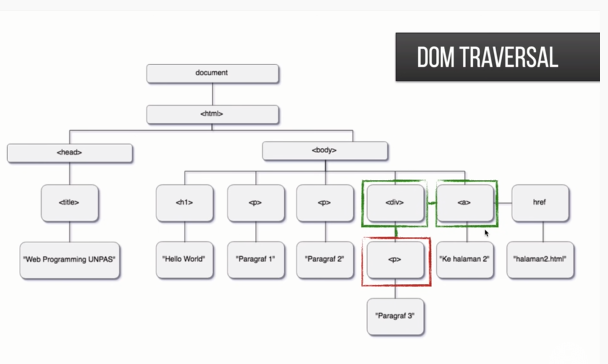 DOM TRAVERSAL
document
<html>
<head>
<body>
<title>
<h1>
<p>
<p>
<div>
<a>
href
"Web Programming UNPAS"
"Hello World"
"Paragraf 1"
"Paragraf 2"
<p>
"Ke halaman 2"
"halaman2.html"
"Paragraf 3"